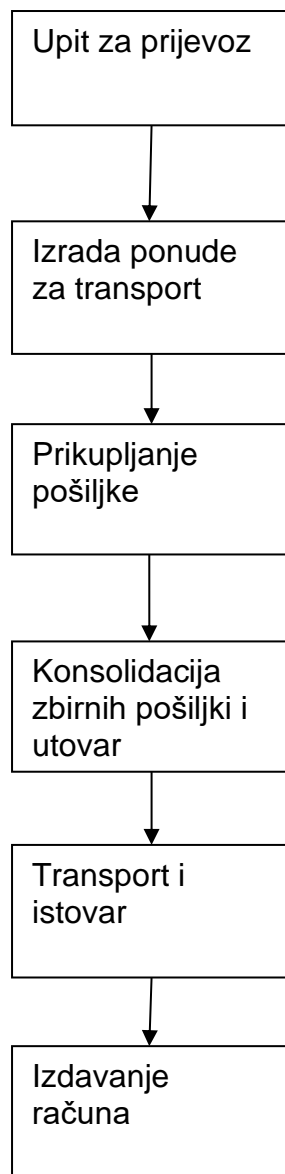 Upit za prijevoz
Izrada ponude
za transport
Prikupljanje
pošiljke
Konsolidacija
zbirnih pošiljki i
utovar
Transport i
istovar
Izdavanje
računa